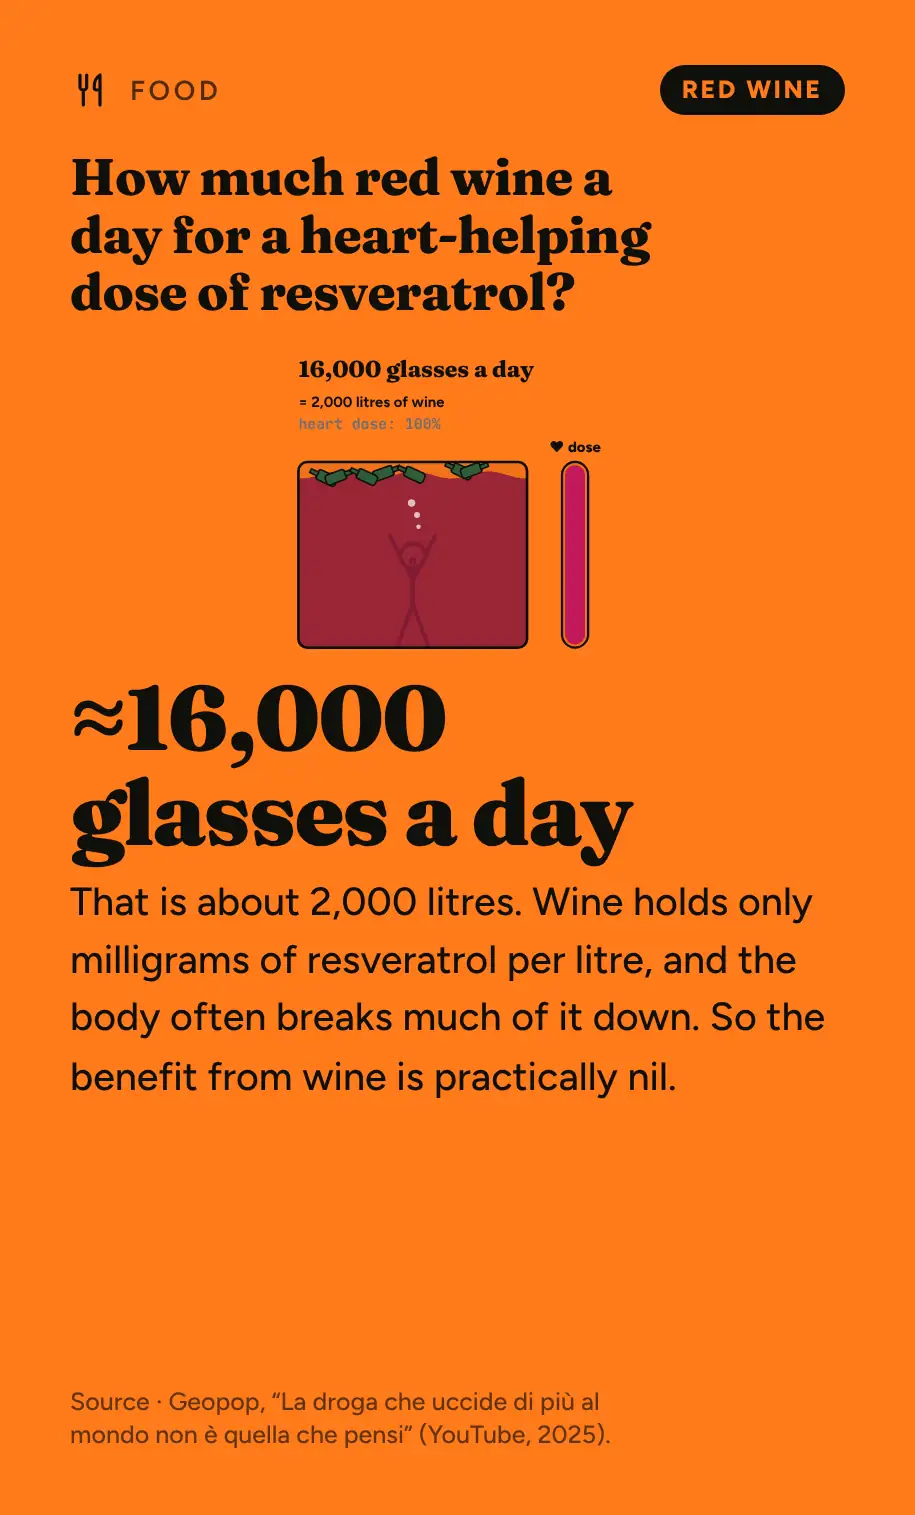 FOOD
RED WINE
How much red wine a
day for a heart-helping
dose of resveratrol?
16,000 glasses a day
= 2,000 litres of wine
heart dose: 100%
♥ dose
≈16,000
glasses a day
That is about 2,000 litres. Wine holds only
milligrams of resveratrol per litre, and the
body often breaks much of it down. So the
benefit from wine is practically nil.
Source · Geopop, “La droga che uccide di più al
mondo non è quella che pensi” (YouTube, 2025).